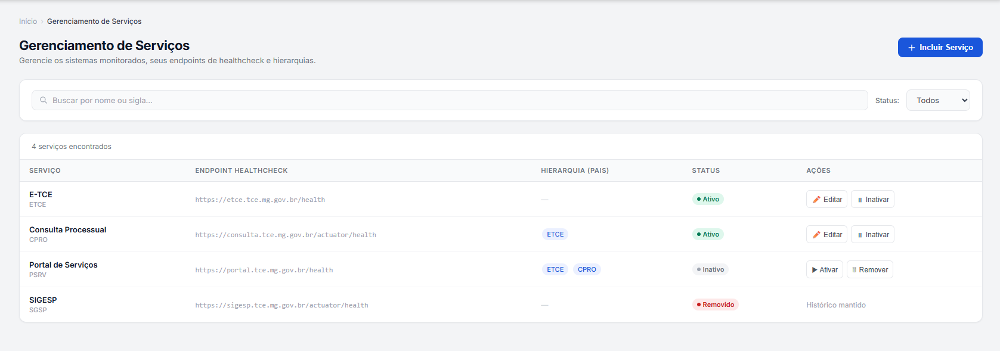 Início › Gerenciamento de Serviços
Gerenciamento de Serviços
Gerencie os sistemas monitorados, seus endpoints de healthcheck e hierarquias.
+ Incluir Serviço
Buscar por nome ou sigla...
Status: Todos
4 serviços encontrados
SERVIÇO ENDPOINT HEALTHCHECK HIERARQUIA (PAIS) STATUS AÇÕES
E-TCE
ETCE
https://etce.tce.mg.gov.br/health — Ativo Editar Inativar
Consulta Processual
CPRO
https://consulta.tce.mg.gov.br/actuator/health ETCE Ativo Editar Inativar
Portal de Serviços
PSRV
https://portal.tce.mg.gov.br/health ETCE CPRO Inativo Ativar Remover
SIGESP
SGSP
https://sigesp.tce.mg.gov.br/actuator/health — Removido Histórico mantido